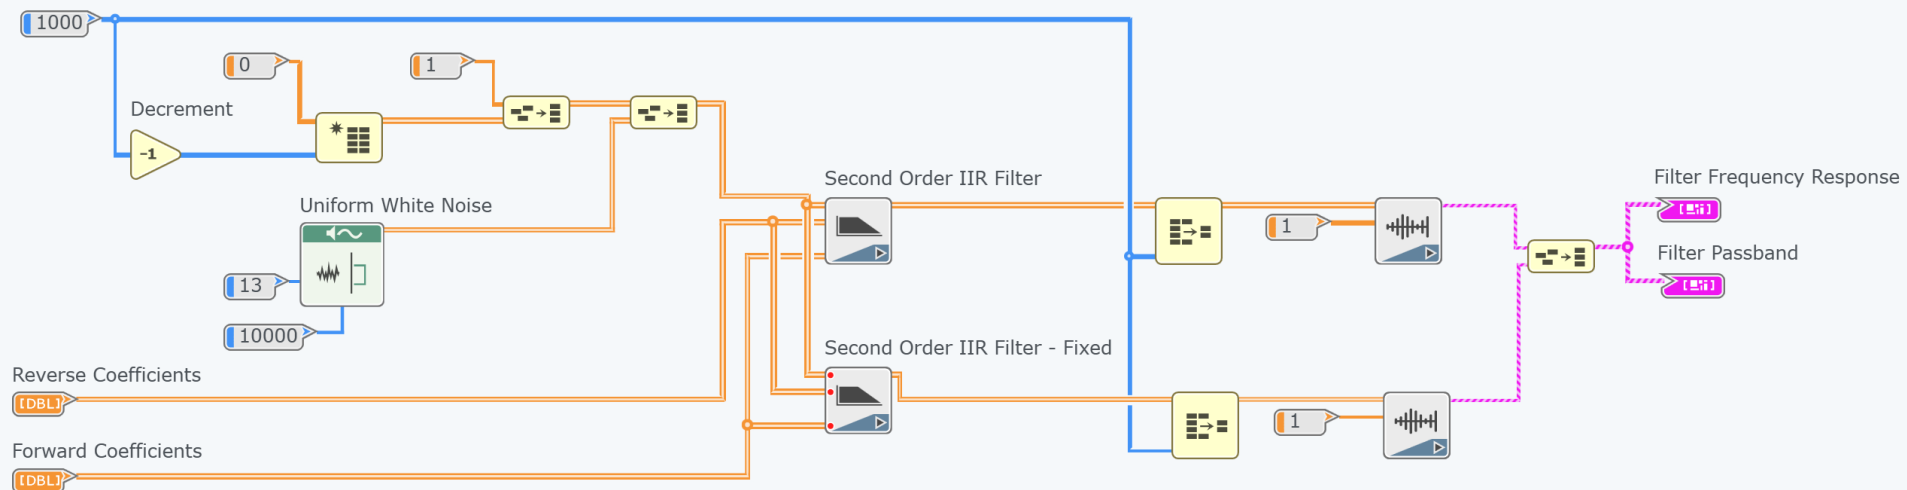 1000
0
1
Decrement
-1
Second Order IIR Filter
Filter Frequency Response
Uniform White Noise
1
Filter Passband
13
10000
Second Order IIR Filter - Fixed
Reverse Coefficients
[DBL]
1
Forward Coefficients
[DBL]